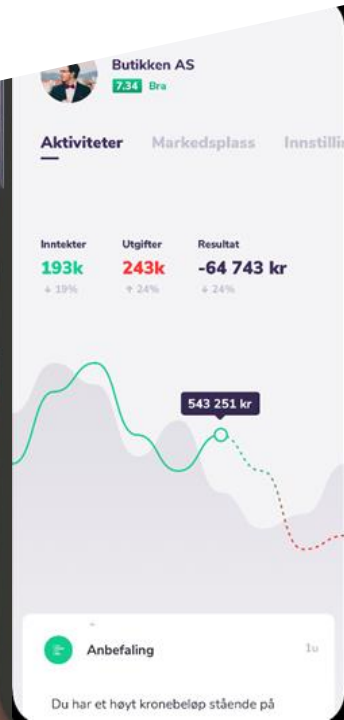 Butikken AS
7.34 Bra
Aktiviteter Markedsplass
Inntekter Utgifter Resultat
193k 243k -64 743 kr
↓ 19% ↑ 24% ↓ 24%
543 251 kr
Anbefaling 1u
Du har et høyt kronebeløp stående på